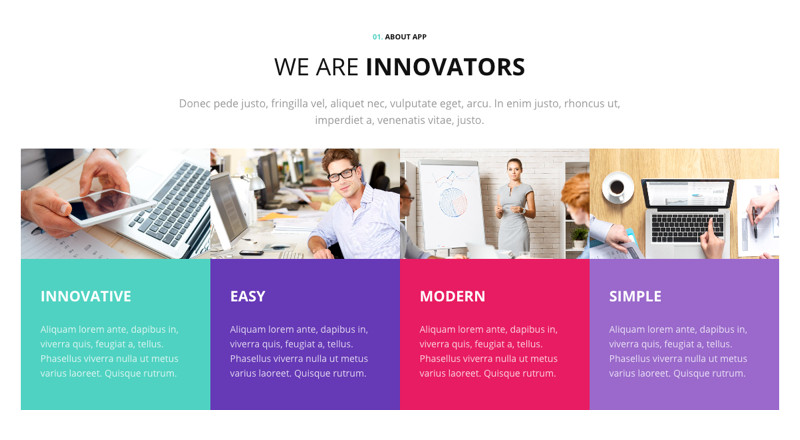 01. ABOUT APP
WE ARE INNOVATORS
Donec pede justo, fringilla vel, aliquet nec, vulputate eget, arcu. In enim justo, rhoncus ut,
imperdiet a, venenatis vitae, justo.
INNOVATIVE
Aliquam lorem ante, dapibus in,
viverra quis, feugiat a, tellus.
Phasellus viverra nulla ut metus
varius laoreet. Quisque rutrum.
EASY
Aliquam lorem ante, dapibus in,
viverra quis, feugiat a, tellus.
Phasellus viverra nulla ut metus
varius laoreet. Quisque rutrum.
MODERN
Aliquam lorem ante, dapibus in,
viverra quis, feugiat a, tellus.
Phasellus viverra nulla ut metus
varius laoreet. Quisque rutrum.
SIMPLE
Aliquam lorem ante, dapibus in,
viverra quis, feugiat a, tellus.
Phasellus viverra nulla ut metus
varius laoreet. Quisque rutrum.